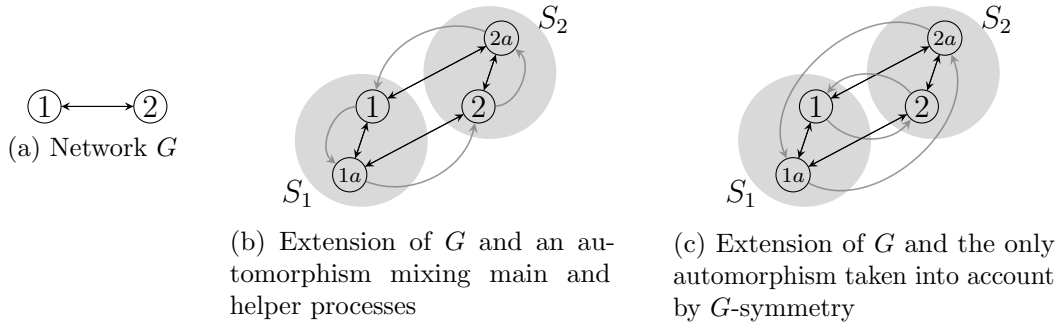 1 2
(a) Network G
S₂
2a
1 2
1a
S₁
(b) Extension of G and an au-
tomorphism mixing main and
helper processes
S₂
2a
1 2
1a
S₁
(c) Extension of G and the only
automorphism taken into account
by G-symmetry